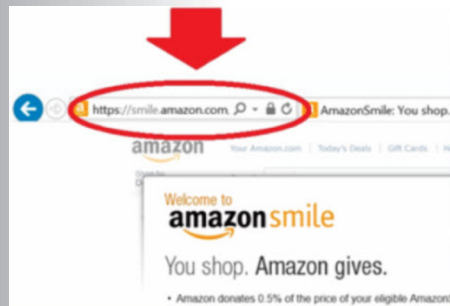 https://smile.amazon.com
AmazonSmile: You shop.
amazon
Your Amazon.com Today's Deals Gift Cards
Welcome to
amazonsmile
You shop. Amazon gives.
• Amazon donates 0.5% of the price of your eligible AmazonS